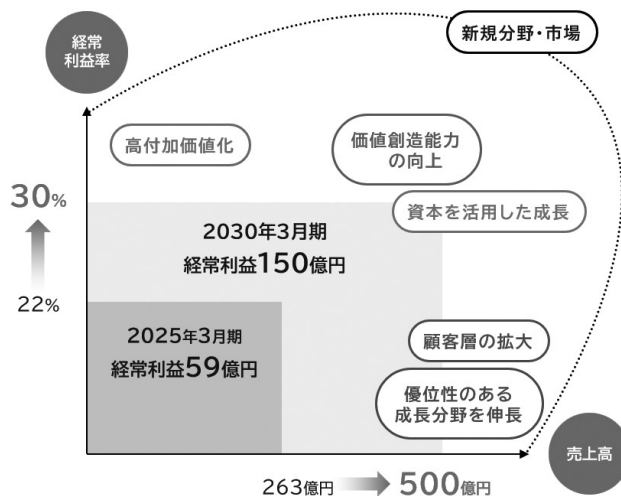 経常
利益率
新規分野・市場
高付加価値化
価値創造能力
の向上
30%
資本を活用した成長
2030年3月期
経常利益150億円
22%
2025年3月期
経常利益59億円
顧客層の拡大
優位性のある
成長分野を伸長
売上高
263億円
500億円